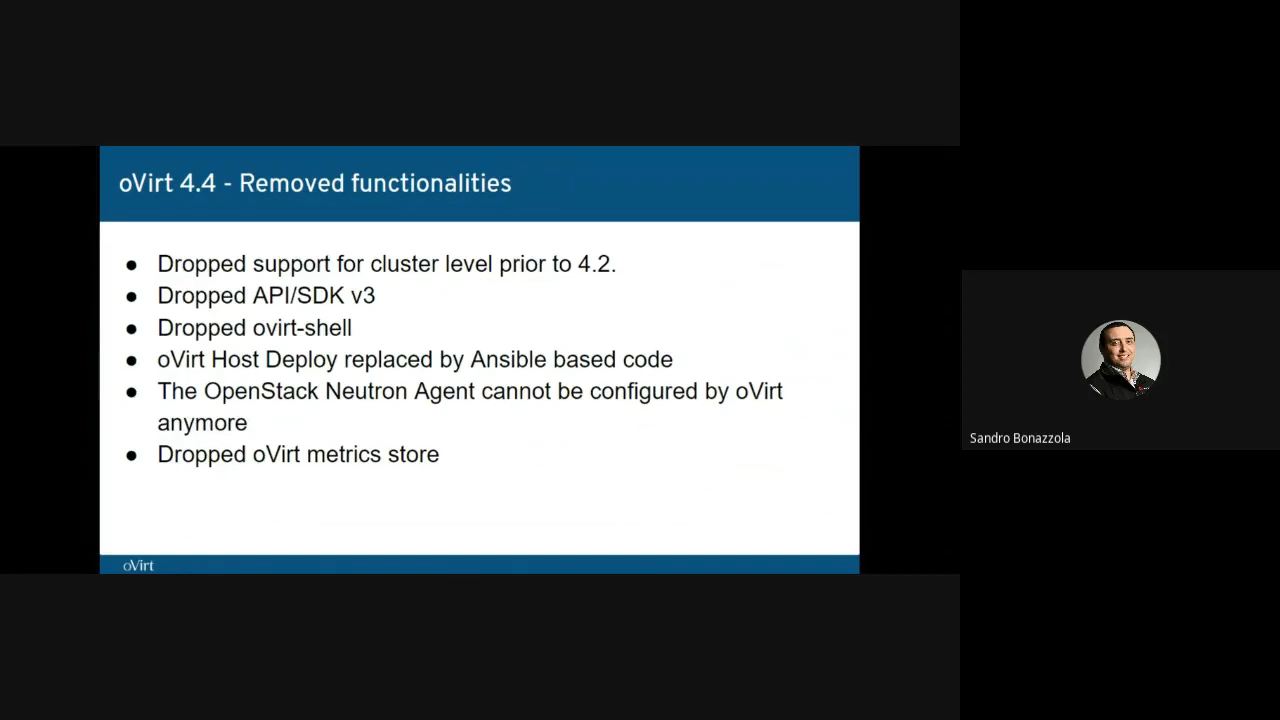 oVirt 4.4 - Removed functionalities
● Dropped support for cluster level prior to 4.2.
● Dropped API/SDK v3
● Dropped ovirt-shell
● oVirt Host Deploy replaced by Ansible based code
● The OpenStack Neutron Agent cannot be configured by oVirt
anymore
● Dropped oVirt metrics store
oVirt
Sandro Bonazzola